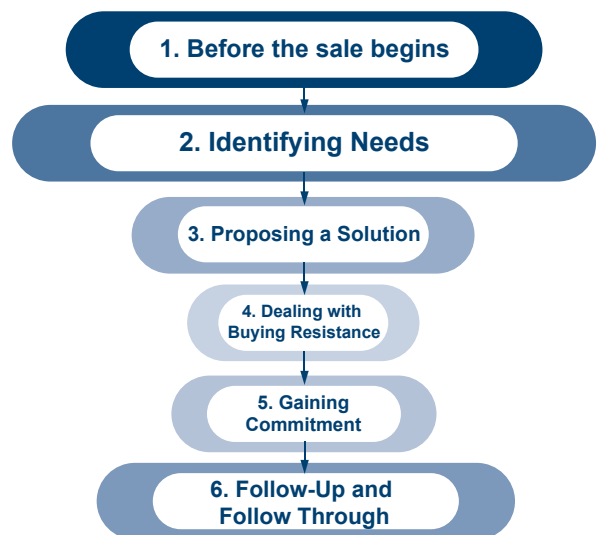 1. Before the sale begins
2. Identifying Needs
3. Proposing a Solution
4. Dealing with
Buying Resistance
5. Gaining
Commitment
6. Follow-Up and
Follow Through